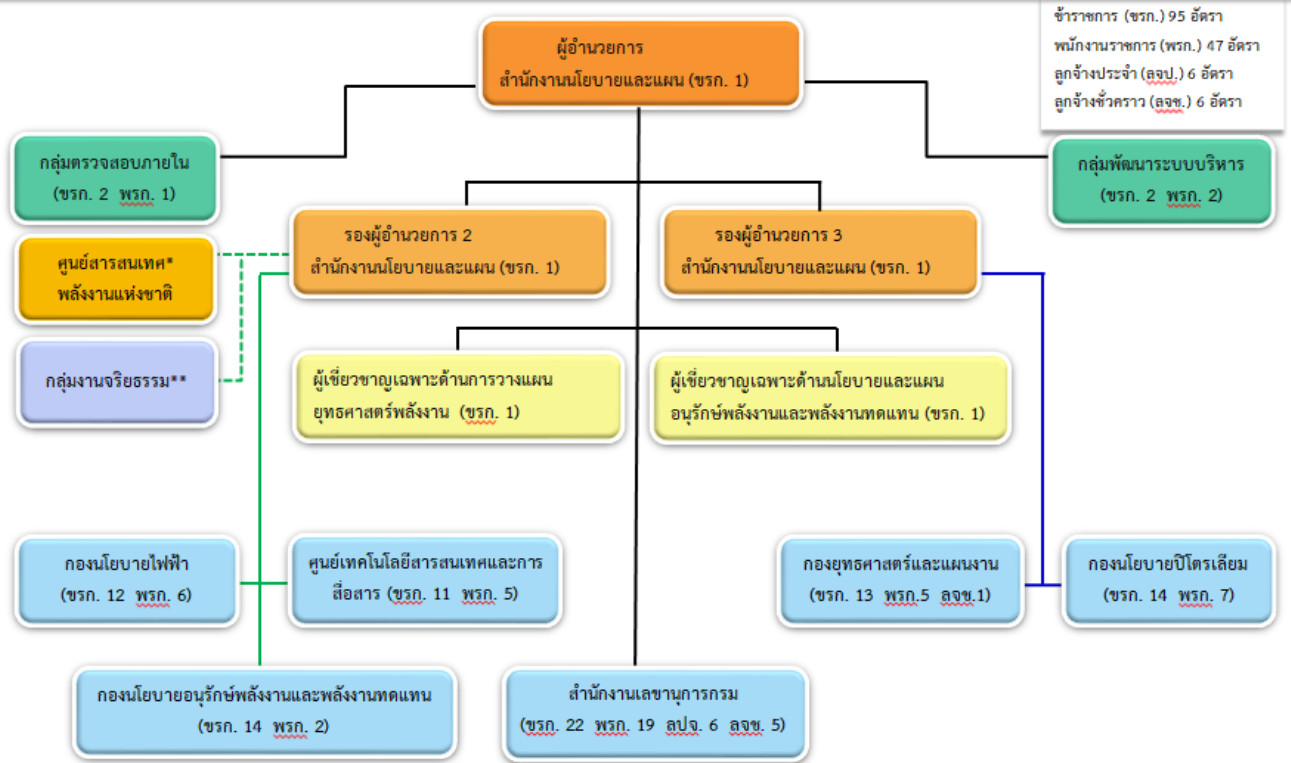 ข้าราชการ (ขรก.) 95 อัตรา
พนักงานราชการ (พรก.) 47 อัตรา
ลูกจ้างประจำ (ลจป.) 6 อัตรา
ลูกจ้างชั่วคราว (ลจช.) 6 อัตรา
ผู้อำนวยการ
สำนักงานนโยบายและแผน (ขรก. 1)
กลุ่มตรวจสอบภายใน
(ขรก. 2 พรก. 1)
กลุ่มพัฒนาระบบบริหาร
(ขรก. 2 พรก. 2)
ศูนย์สารสนเทศ*
พลังงานแห่งชาติ
รองผู้อำนวยการ 2
สำนักงานนโยบายและแผน (ขรก. 1)
รองผู้อำนวยการ 3
สำนักงานนโยบายและแผน (ขรก. 1)
กลุ่มงานจริยธรรม**
ผู้เชี่ยวชาญเฉพาะด้านการวางแผน
ยุทธศาสตร์พลังงาน (ขรก. 1)
ผู้เชี่ยวชาญเฉพาะด้านนโยบายและแผน
อนุรักษ์พลังงานและพลังงานทดแทน (ขรก. 1)
กองนโยบายไฟฟ้า
(ขรก. 12 พรก. 6)
ศูนย์เทคโนโลยีสารสนเทศและการ
สื่อสาร (ขรก. 11 พรก. 5)
กองยุทธศาสตร์และแผนงาน
(ขรก. 13 พรก.5 ลจช.1)
กองนโยบายปิโตรเลียม
(ขรก. 14 พรก. 7)
กองนโยบายอนุรักษ์พลังงานและพลังงานทดแทน
(ขรก. 14 พรก. 2)
สำนักงานเลขานุการกรม
(ขรก. 22 พรก. 19 ลปจ. 6 ลจช. 5)